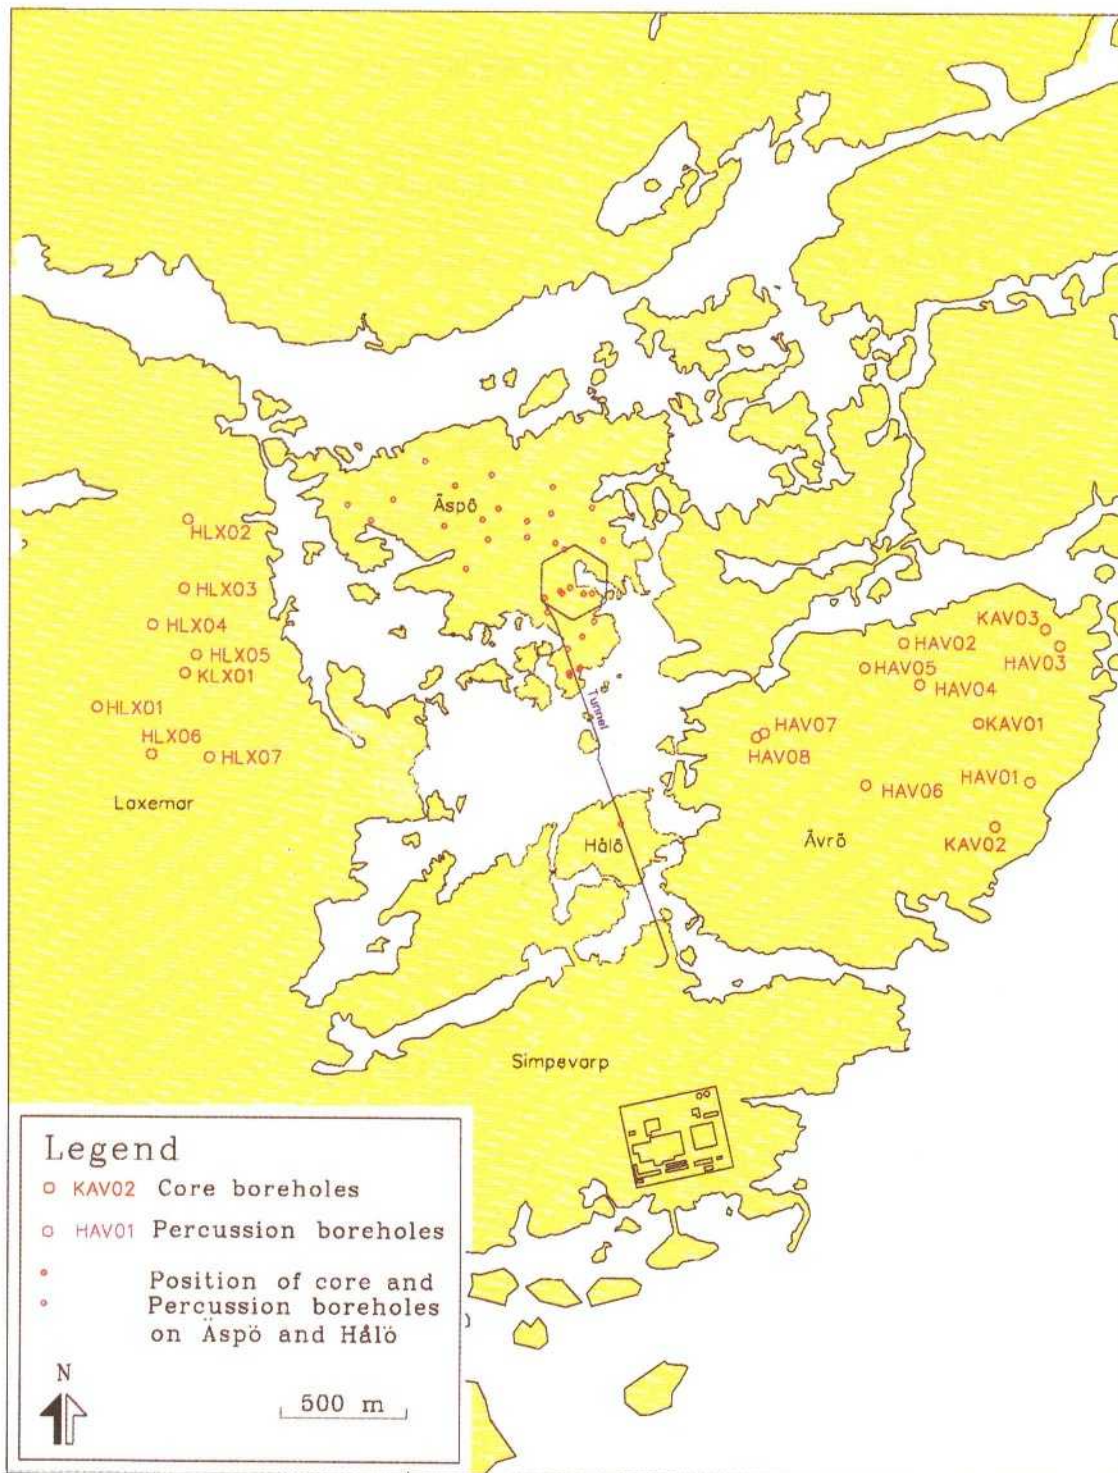 Äspö
HLX02
HLX03
HLX04
HLX05
KLX01
HLX01
HLX06
HLX07
Laxemar
Tunnel
Hålö
KAV03
HAV02
HAV03
HAV05
HAV04
KAV01
HAV07
HAV08
HAV01
HAV06
Ävrö
KAV02
Simpevarp
Legend
KAV02 Core boreholes
HAV01 Percussion boreholes
Position of core and
Percussion boreholes
on Äspö and Hålö
N
500 m